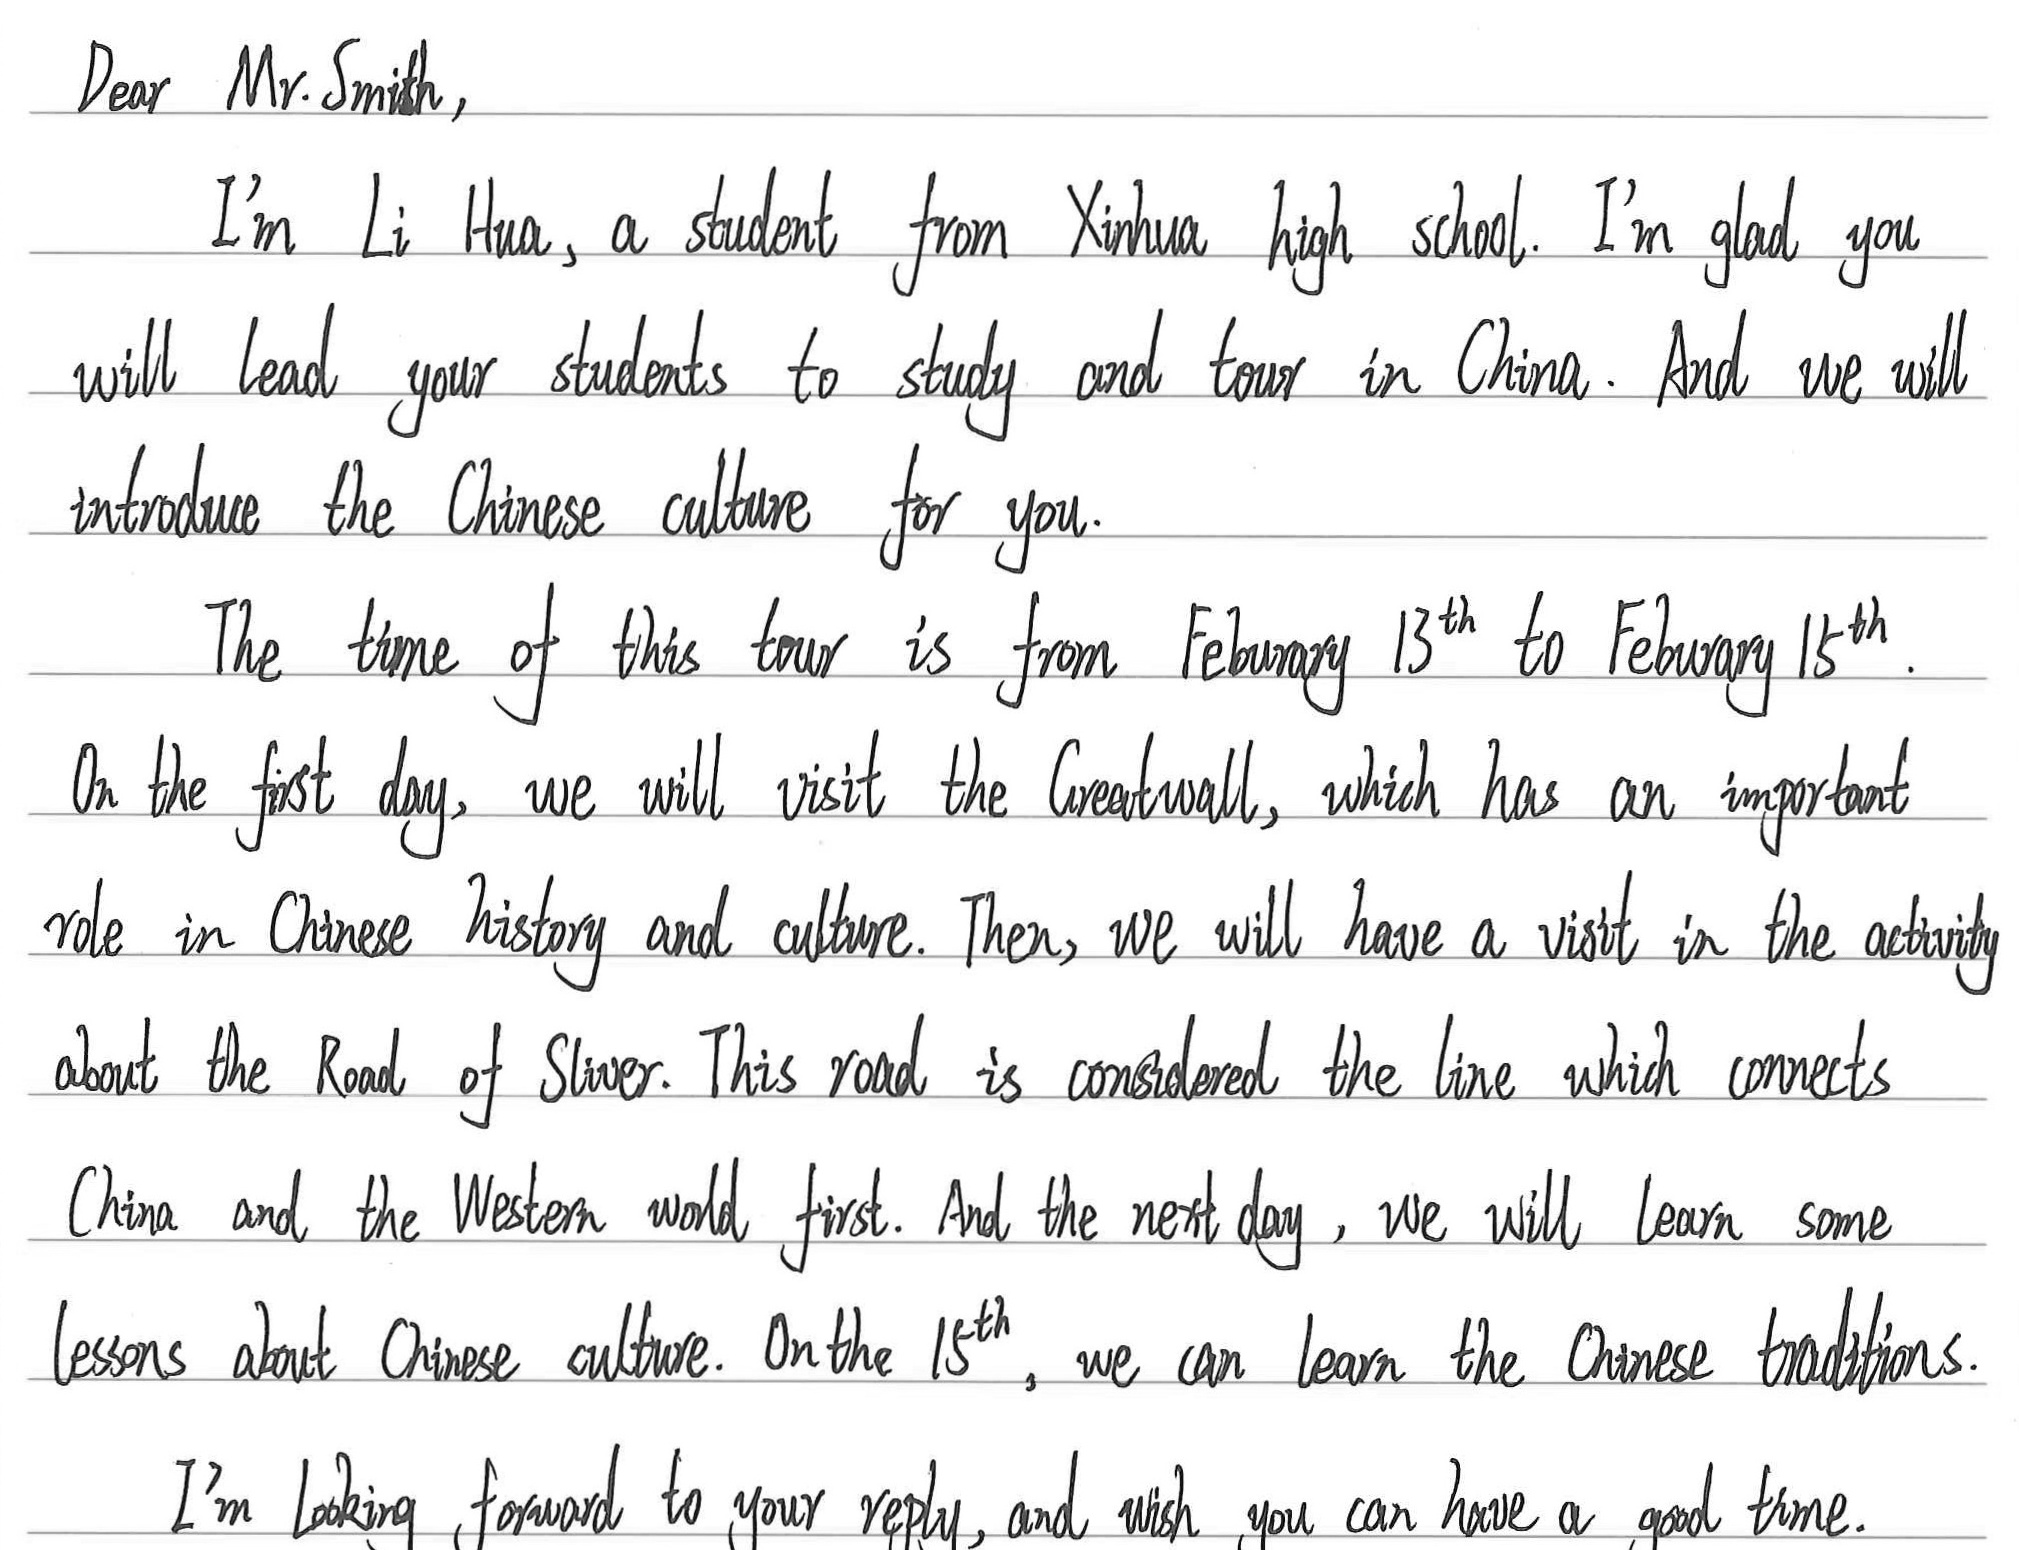 Dear Mr. Smith,
I'm Li Hua, a student from Xinhua high school. I'm glad you
will lead your students to study and tour in China. And we will
introduce the Chinese culture for you.
The time of this tour is from Feburary 13th to Feburary 15th.
On the first day, we will visit the Greatwall, which has an important
role in Chinese history and culture. Then, we will have a visit in the activity
about the Road of Sliver. This road is considered the line which connects
China and the Western world first. And the next day, we will learn some
lessons about Chinese culture. On the 15th, we can learn the Chinese traditions.
I'm looking forward to your reply, and wish you can have a good time.